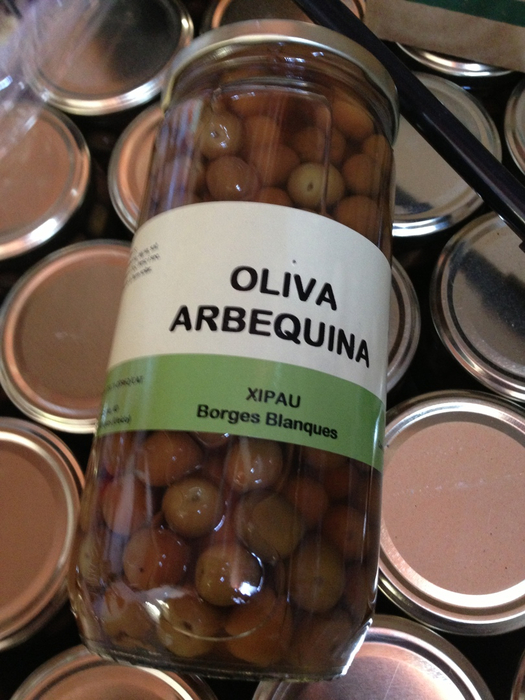 OLIVA
ARBEQUINA
XIPAU
Borges Blanques